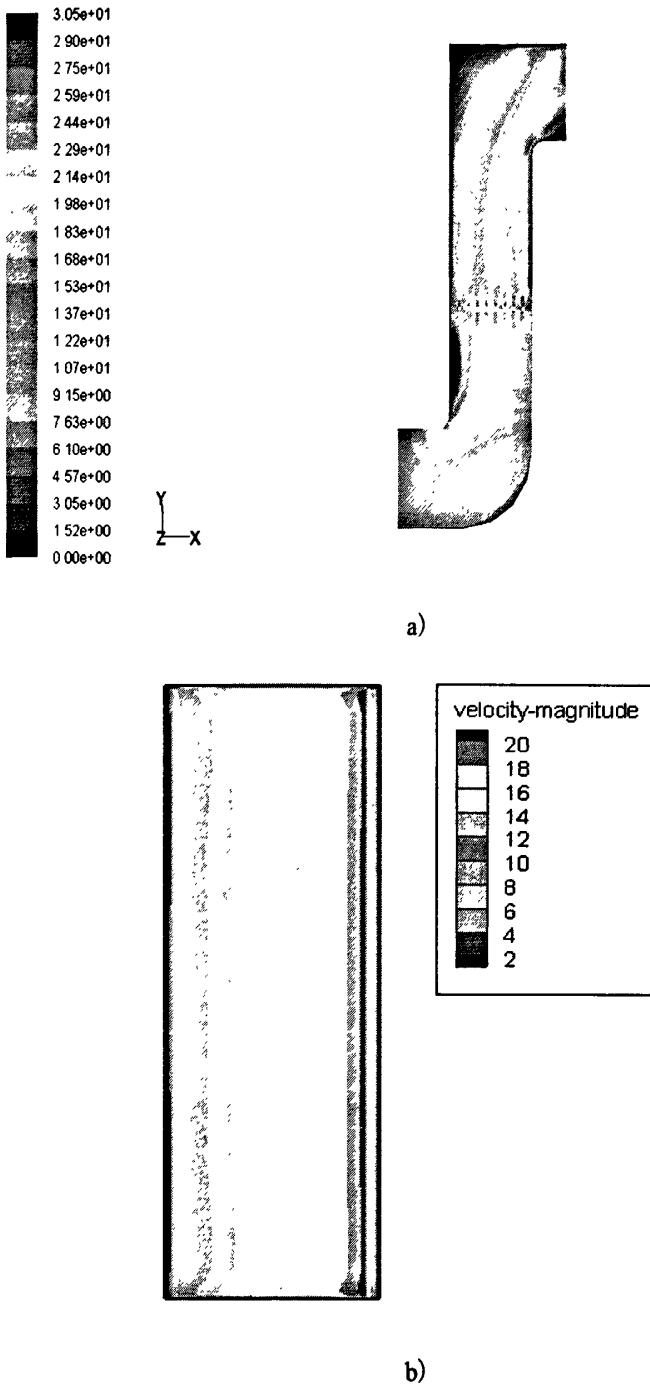 3.05e+01
2 90e+01
2 75e+01
2 59e+01
2 44e+01
2 29e+01
2 14e+01
1 98e+01
1 83e+01
1 68e+01
1 53e+01
1 37e+01
1 22e+01
1 07e+01
9 15e+00
7 63e+00
6 10e+00
4 57e+00
3 05e+00
1 52e+00
0 00e+00
Y
Z X
a)
velocity-magnitude
20
18
16
14
12
10
8
6
4
2
b)